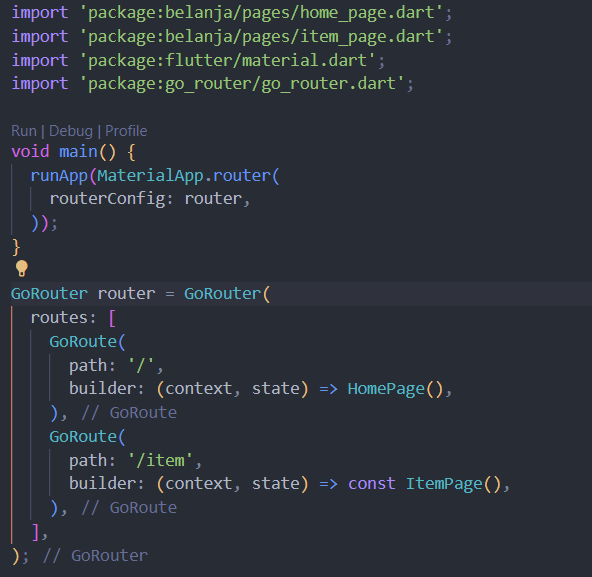 import 'package:belanja/pages/home_page.dart';
import 'package:belanja/pages/item_page.dart';
import 'package:flutter/material.dart';
import 'package:go_router/go_router.dart';
Run | Debug | Profile
void main() {
  runApp(MaterialApp.router(
    routerConfig: router,
  ));
}
GoRouter router = GoRouter(
  routes: [
    GoRoute(
      path: '/',
      builder: (context, state) => HomePage(),
    ), // GoRoute
    GoRoute(
      path: '/item',
      builder: (context, state) => const ItemPage(),
    ), // GoRoute
  ],
); // GoRouter